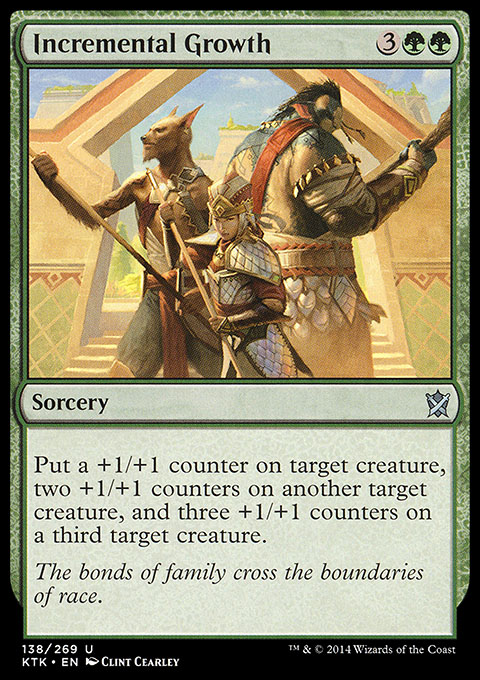 Incremental Growth 3
Sorcery
Put a +1/+1 counter on target creature,
two +1/+1 counters on another target
creature, and three +1/+1 counters on
a third target creature.
The bonds of family cross the boundaries
of race.
138/269 U
KTK • EN Clint Cearley
™ & © 2014 Wizards of the Coast